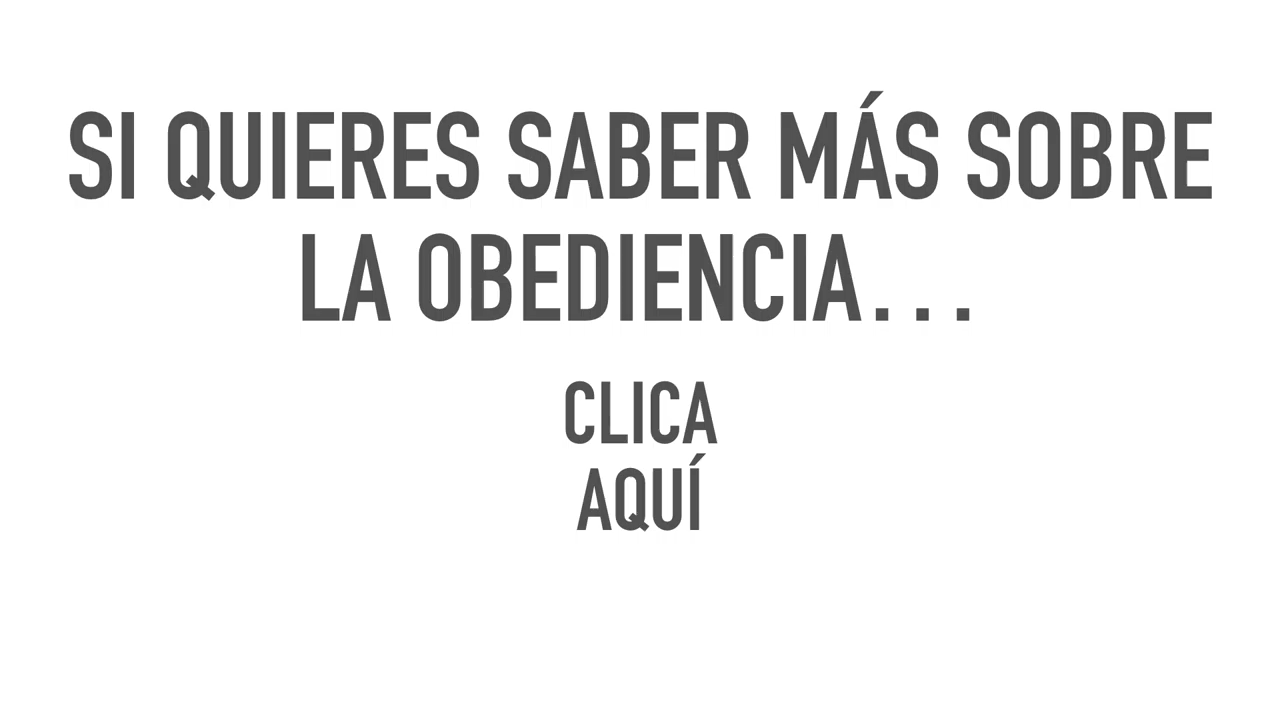 SI QUIERES SABER MÁS SOBRE
LA OBEDIENCIA...
CLICA
AQUÍ